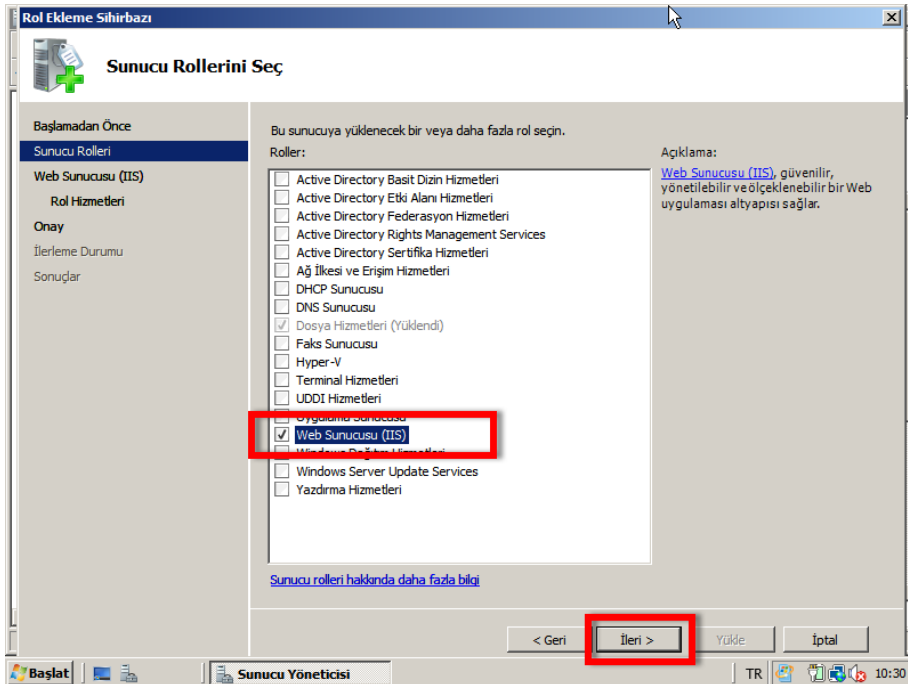 Rol Ekleme Sihirbazı
Sunucu Rollerini Seç
Başlamadan Önce
Sunucu Rolleri
Web Sunucusu (IIS)
Rol Hizmetleri
Onay
İlerleme Durumu
Sonuçlar
Bu sunucuya yüklenecek bir veya daha fazla rol seçin.
Roller:
Active Directory Basit Dizin Hizmetleri
Active Directory Etki Alanı Hizmetleri
Active Directory Federasyon Hizmetleri
Active Directory Rights Management Services
Active Directory Sertifika Hizmetleri
Ağ İlkesi ve Erişim Hizmetleri
DHCP Sunucusu
DNS Sunucusu
Dosya Hizmetleri (Yüklendi)
Faks Sunucusu
Hyper-V
Terminal Hizmetleri
UDDI Hizmetleri
Uygulama Sunucusu
Web Sunucusu (IIS)
Windows Dağıtım Hizmetleri
Windows Server Update Services
Yazdırma Hizmetleri
Sunucu rolleri hakkında daha fazla bilgi
Açıklama:
Web Sunucusu (IIS), güvenilir,
yönetilebilir ve ölçeklenebilir bir Web
uygulaması altyapısı sağlar.
< Geri
İleri >
Yükle
İptal
Başlat
Sunucu Yöneticisi
TR
10:30